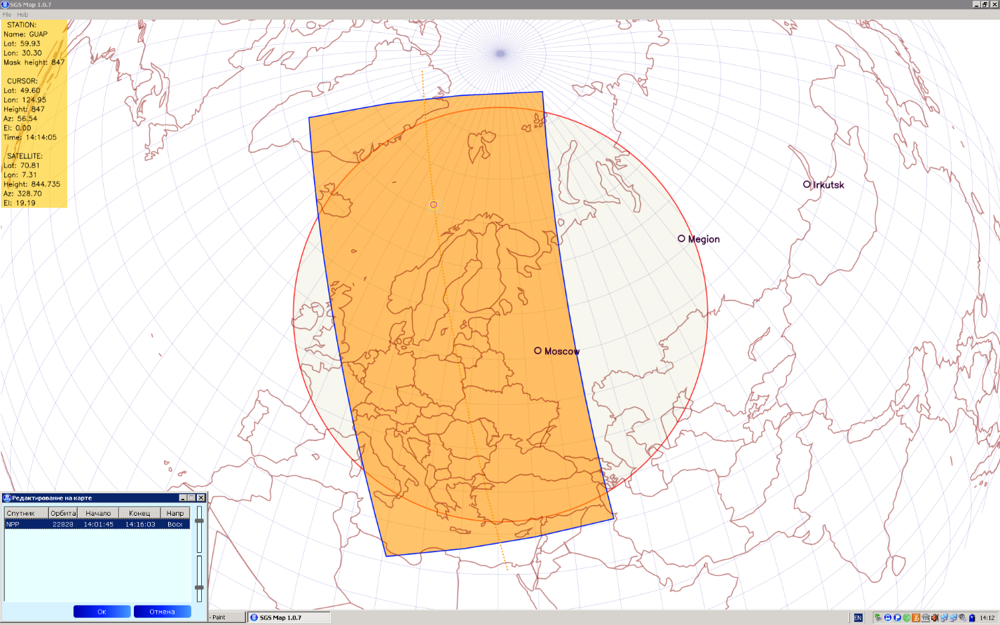 SGS Map 1.0.7
File Help
STATION:
Name: GUAP
Lat: 59.93
Lon: 30.30
Mask height: 847
CURSOR:
Lat: 49.60
Lon: 124.95
Height: 847
Az: 56.54
El: 0.00
Time: 14:14:05
SATELLITE:
Lat: 70.81
Lon: 7.31
Height: 844.735
Az: 328.70
El: 19.19
Irkutsk
Megion
Moscow
Редактирование на карте
Спутник Орбита Начало Конец Напр
NPP 22828 14:01:45 14:16:03 Восх
Ок Отмена
- Paint SGS Map 1.0.7 EN 14:12